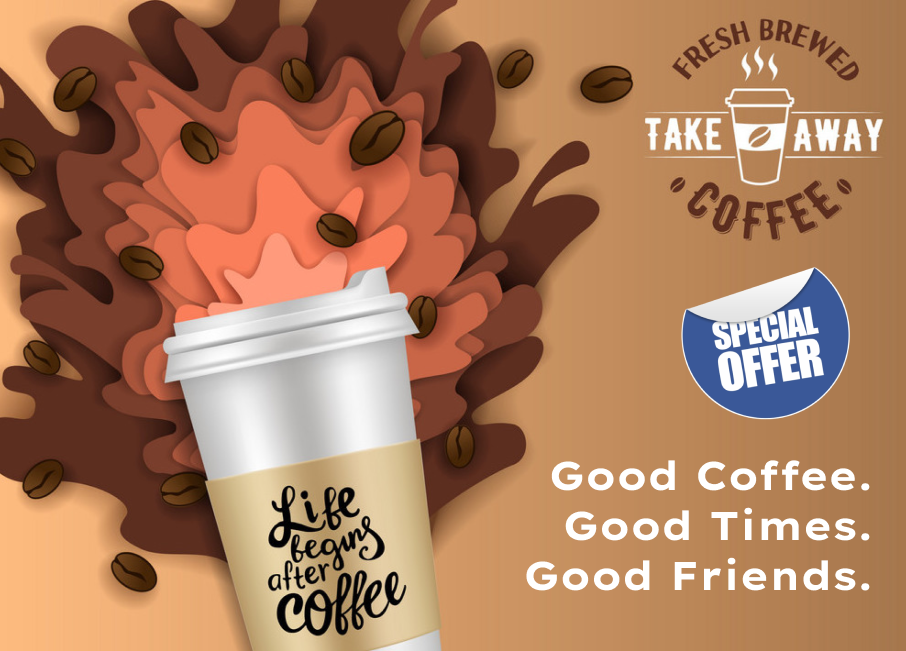 FRESH BREWED
TAKE AWAY
COFFEE
SPECIAL
OFFER
Good Coffee.
Good Times.
Good Friends.
Life
begins
after
coffee